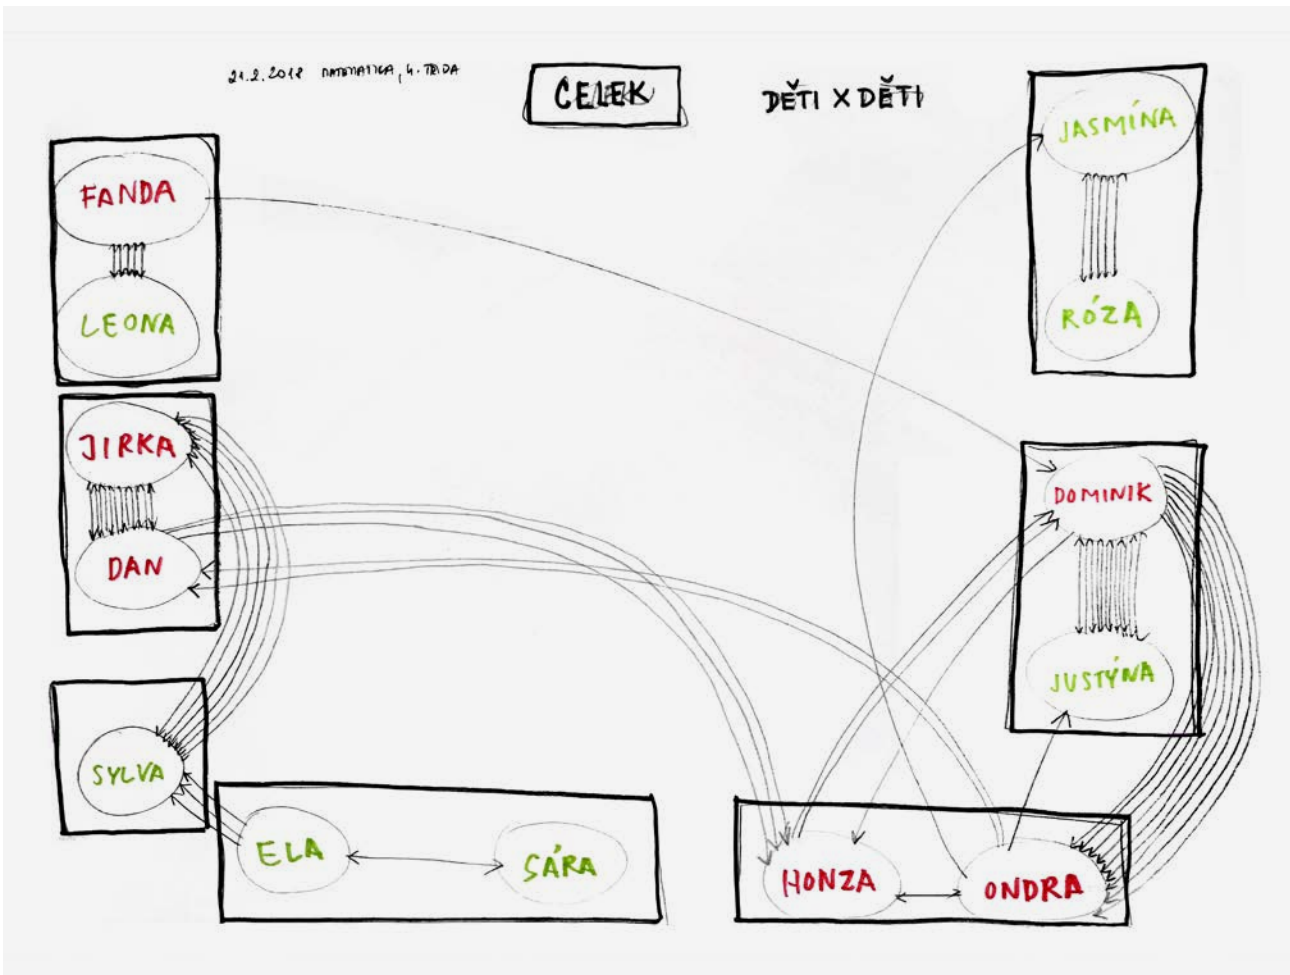 21.2.2018 MATEMATIKA, 4. TŘÍDA
CELEK
DĚTI X DĚTI
JASMÍNA
FANDA
RÓZA
LEONA
JIRKA
DOMINIK
DAN
JUSTÝNA
SYLVA
ELA
SÁRA
HONZA
ONDRA